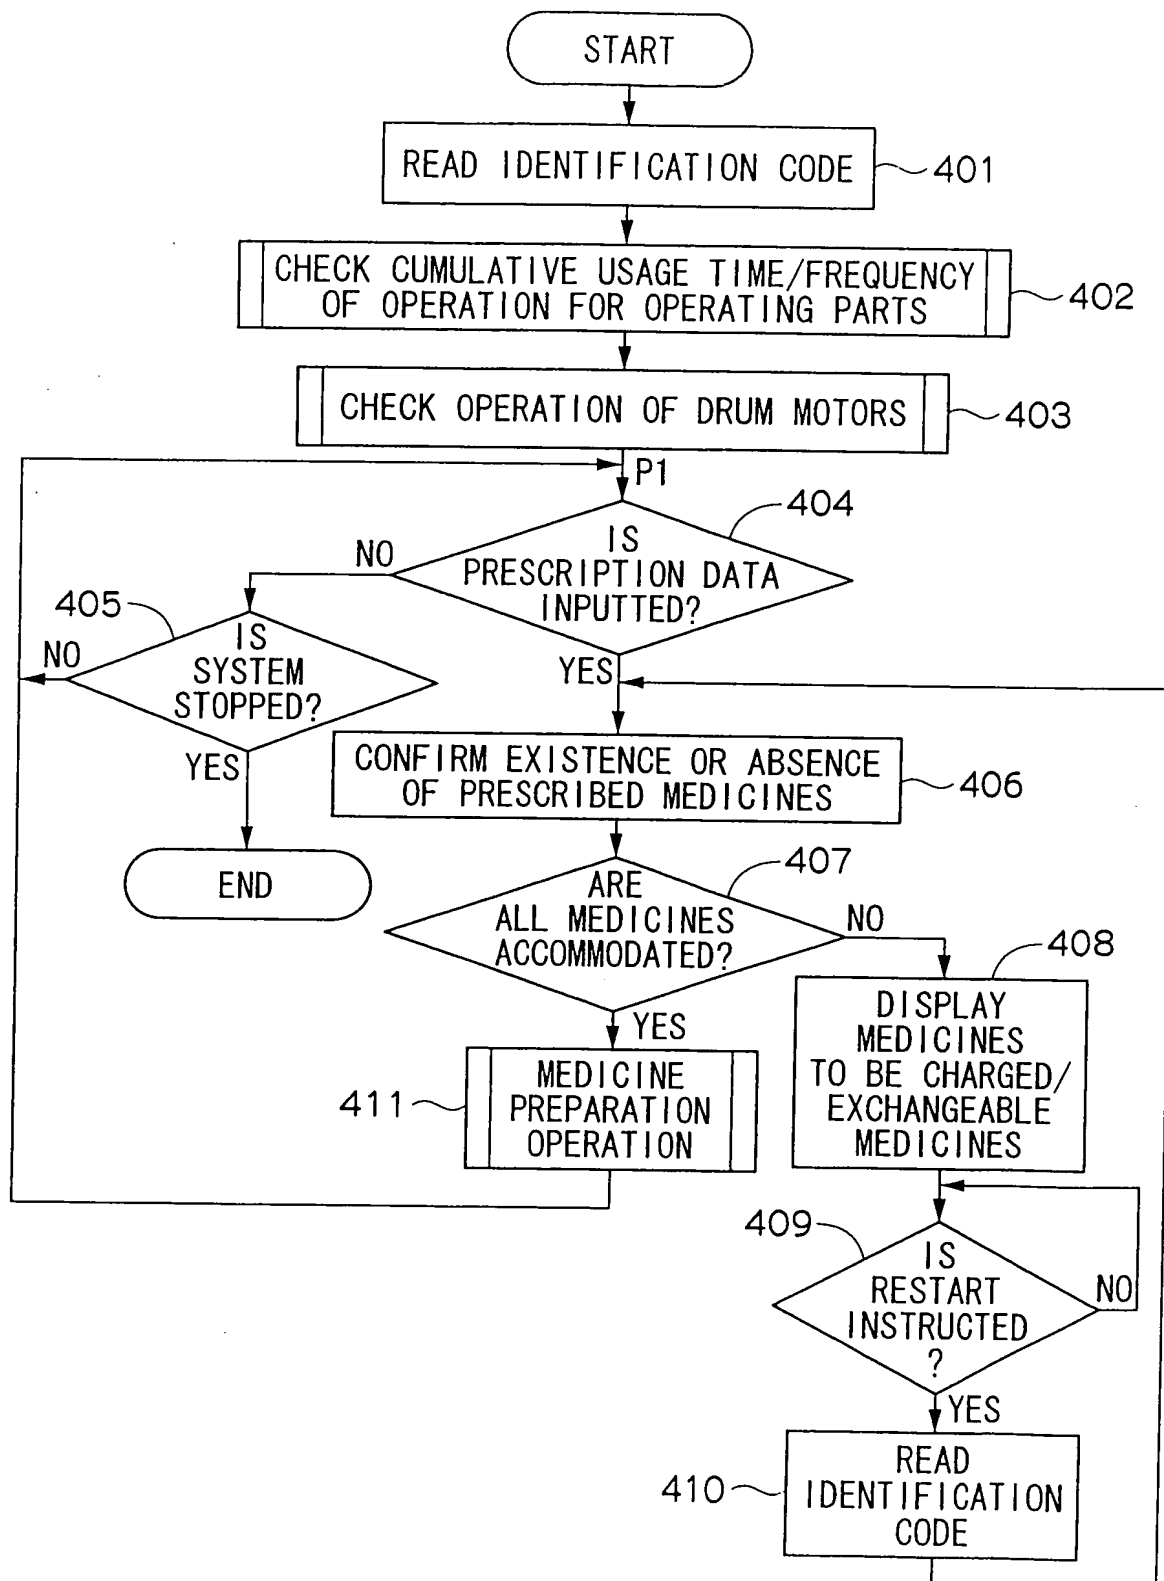 START
READ IDENTIFICATION CODE
401
CHECK CUMULATIVE USAGE TIME/FREQUENCY
OF OPERATION FOR OPERATING PARTS
402
CHECK OPERATION OF DRUM MOTORS
403
P1
404
IS
PRESCRIPTION DATA
INPUTTED?
NO
YES
405
IS
SYSTEM
STOPPED?
NO
YES
END
CONFIRM EXISTENCE OR ABSENCE
OF PRESCRIBED MEDICINES
406
407
ARE
ALL MEDICINES
ACCOMMODATED?
NO
YES
408
DISPLAY
MEDICINES
TO BE CHARGED/
EXCHANGEABLE
MEDICINES
411
MEDICINE
PREPARATION
OPERATION
409
IS
RESTART
INSTRUCTED
?
NO
YES
410
READ
IDENTIFICATION
CODE